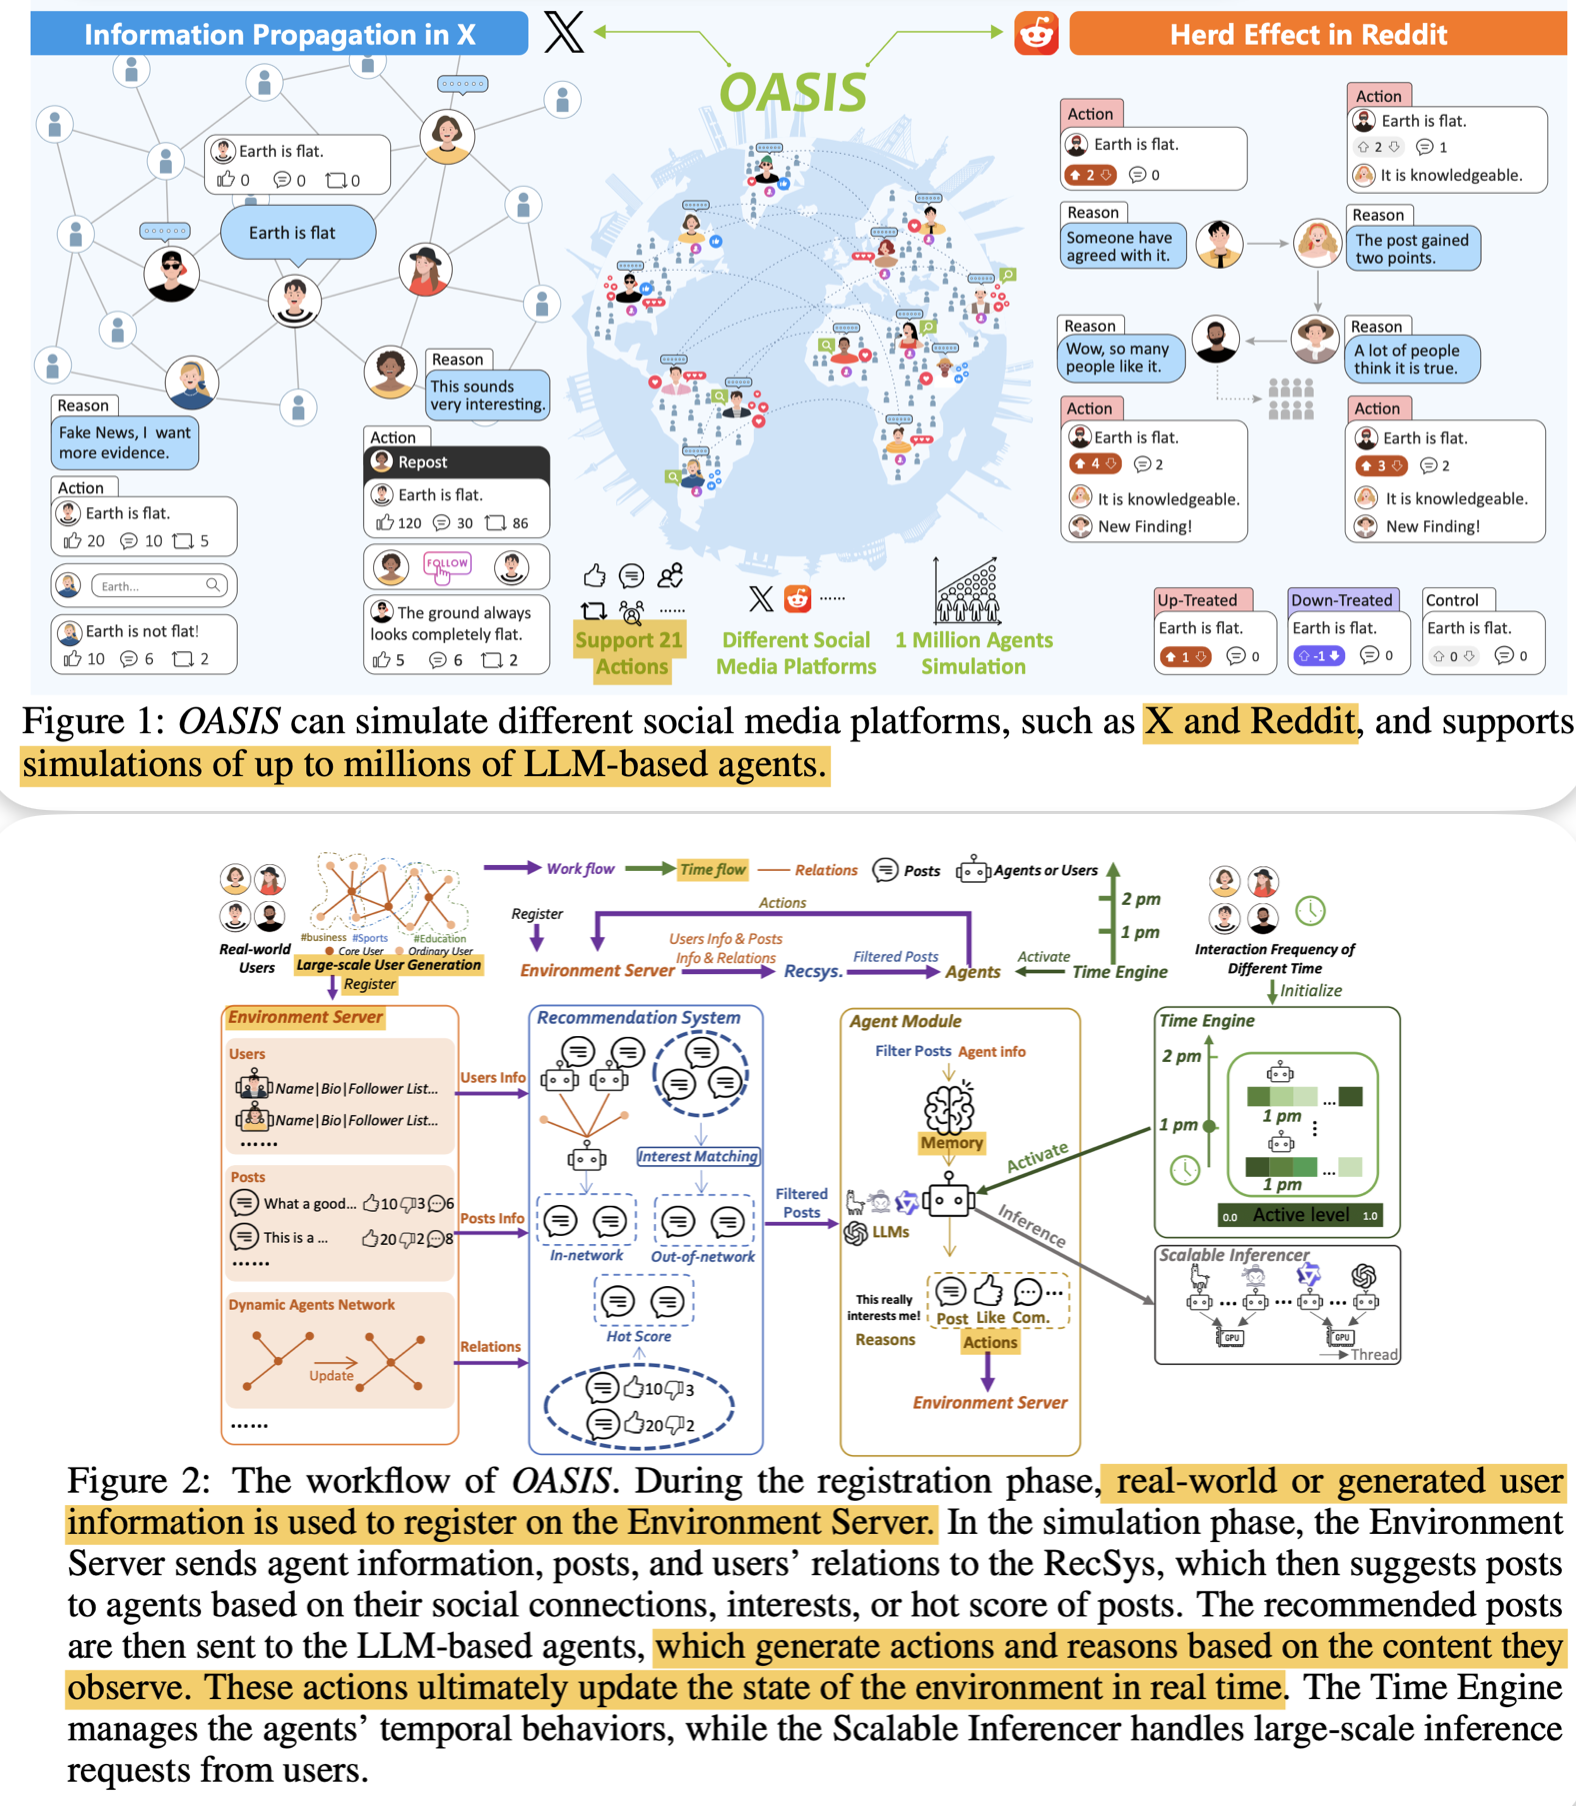 Information Propagation in X
X
OASIS
Herd Effect in Reddit
Earth is flat.
0 0 0
Earth is flat
Reason
This sounds
very interesting.
Reason
Fake News, I want
more evidence.
Action
Earth is flat.
20 10 5
Earth...
Earth is not flat!
10 6 2
Action
Repost
Earth is flat.
120 30 86
FOLLOW
The ground always
looks completely flat.
5 6 2
......
Support 21
Actions
......
Different Social
Media Platforms
1 Million Agents
Simulation
Action
Earth is flat.
2 0
Action
Earth is flat.
2 1
It is knowledgeable.
Reason
Someone have
agreed with it.
Reason
The post gained
two points.
Reason
Wow, so many
people like it.
Reason
A lot of people
think it is true.
Action
Earth is flat.
4 2
It is knowledgeable.
New Finding!
Action
Earth is flat.
3 2
It is knowledgeable.
New Finding!
Up-Treated
Earth is flat.
1 0
Down-Treated
Earth is flat.
-1 0
Control
Earth is flat.
0 0
Figure 1: OASIS can simulate different social media platforms, such as X and Reddit, and supports
simulations of up to millions of LLM-based agents.
Real-world
Users
#business #Sports #Education
Core User Ordinary User
Large-scale User Generation
Register
Work flow Time flow Relations Posts Agents or Users
Register
Actions
Environment Server
Users Info & Posts
Info & Relations
Recsys.
Filtered Posts
Agents
Activate
Time Engine
2 pm
1 pm
Interaction Frequency of
Different Time
Initialize
Environment Server
Users
Name|Bio|Follower List...
Name|Bio|Follower List...
......
Posts
What a good... 10 3 6
This is a ... 20 2 8
......
Dynamic Agents Network
Update
......
Users Info
Posts Info
Relations
Recommendation System
Interest Matching
In-network
Out-of-network
Hot Score
10 3
20 2
Filtered
Posts
Agent Module
Filter Posts Agent info
Memory
LLMs
This really
interests me!
Reasons
...
Post Like Com.
Actions
Environment Server
Activate
Inference
Time Engine
2 pm
1 pm
...
1 pm
...
1 pm
0.0 Active level 1.0
Scalable Inferencer
... ... ...
GPU GPU
Thread
Figure 2: The workflow of OASIS. During the registration phase, real-world or generated user
information is used to register on the Environment Server. In the simulation phase, the Environment
Server sends agent information, posts, and users’ relations to the RecSys, which then suggests posts
to agents based on their social connections, interests, or hot score of posts. The recommended posts
are then sent to the LLM-based agents, which generate actions and reasons based on the content they
observe. These actions ultimately update the state of the environment in real time. The Time Engine
manages the agents’ temporal behaviors, while the Scalable Inferencer handles large-scale inference
requests from users.